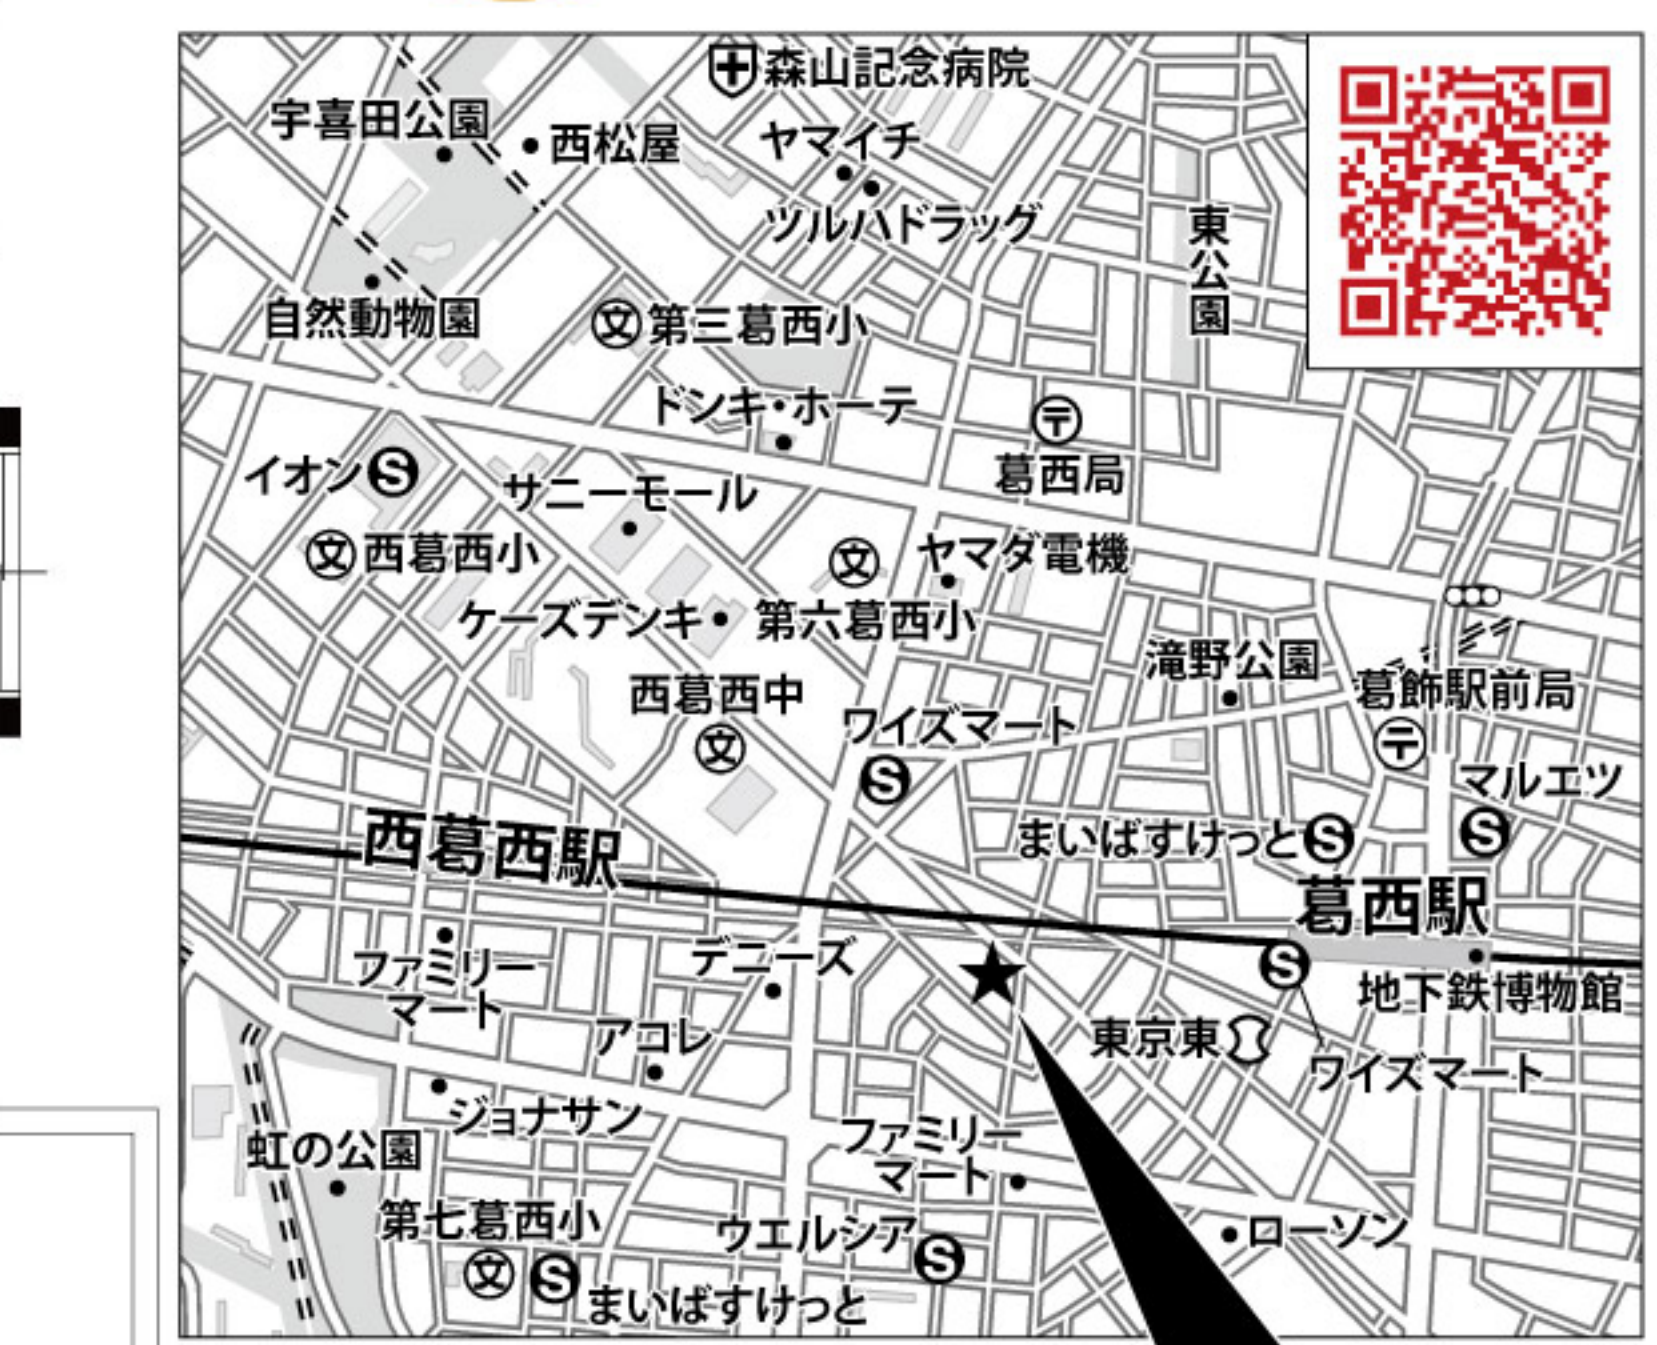 森山記念病院
宇喜田公園
西松屋
ヤマイチ
ツルハドラッグ
東公園
自然動物園
文
第三葛西小
ドンキ・ホーテ
〒
葛西局
イオン
S
サニーモール
文
西葛西小
文
ヤマダ電機
ケーズデンキ
第六葛西小
滝野公園
西葛西中
文
葛飾駅前局
〒
ワイズマート
S
マルエツ
S
まいばすけっと
S
西葛西駅
葛西駅
ファミリー
マート
デニーズ
★
S
地下鉄博物館
アコレ
東京東
ワイズマート
ジョナサン
虹の公園
ファミリー
マート
第七葛西小
文
S
まいばすけっと
ウエルシア
S
ローソン